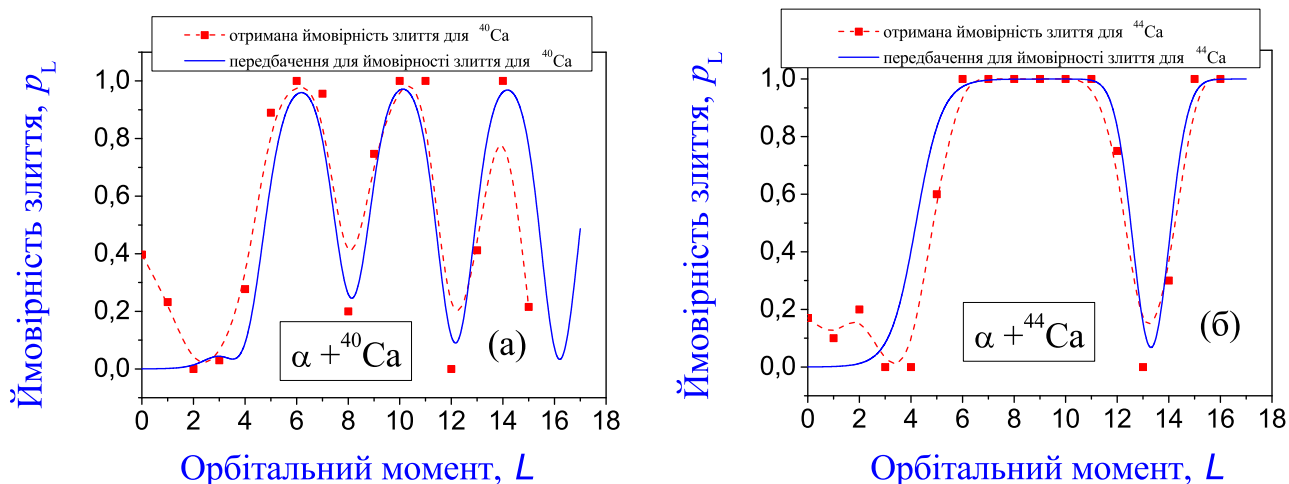 отримана ймовірність злиття для ⁴⁰Ca
передбачення для ймовірності злиття для ⁴⁰Ca
Ймовірність злиття, pL
1,0
0,8
0,6
0,4
0,2
0,0
α + ⁴⁰Ca
(а)
0 2 4 6 8 10 12 14 16 18
Орбітальний момент, L
отримана ймовірність злиття для ⁴⁴Ca
передбачення для ймовірності злиття для ⁴⁴Ca
Ймовірність злиття, pL
1,0
0,8
0,6
0,4
0,2
0,0
α + ⁴⁴Ca
(б)
0 2 4 6 8 10 12 14 16 18
Орбітальний момент, L